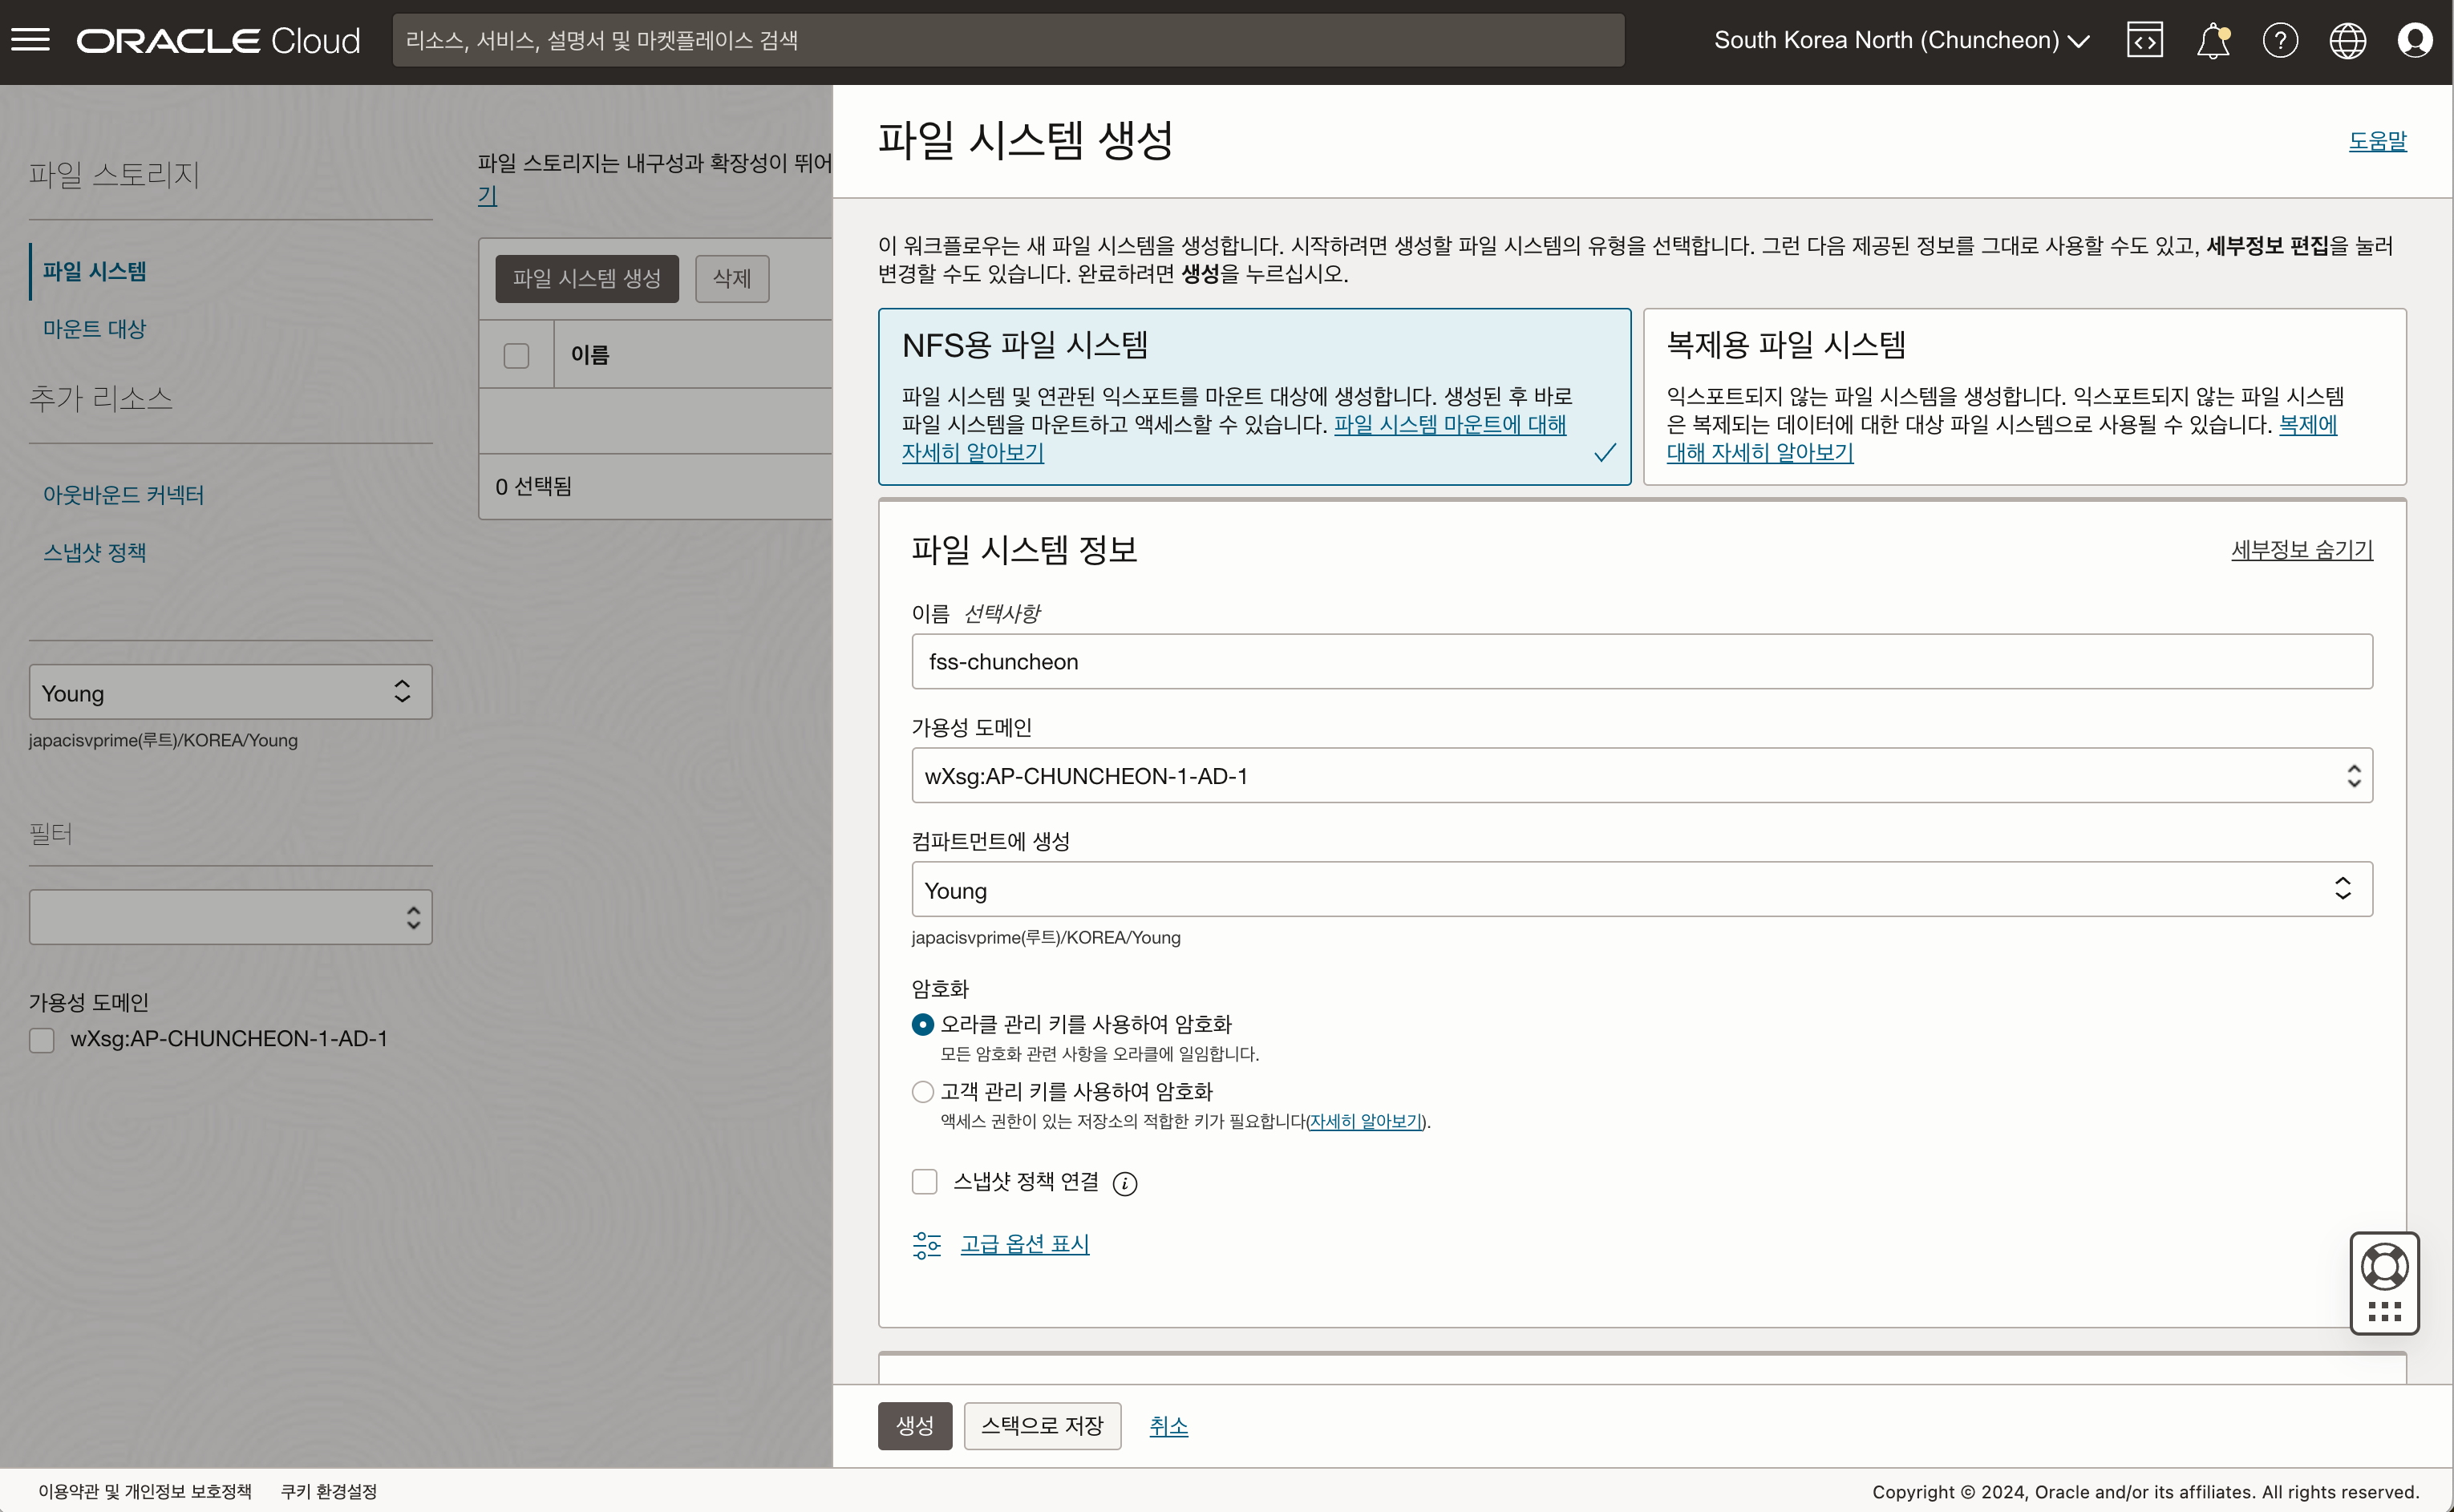 ORACLE Cloud
리소스, 서비스, 설명서 및 마켓플레이스 검색
South Korea North (Chuncheon)
파일 스토리지
파일 시스템
마운트 대상
추가 리소스
아웃바운드 커넥터
스냅샷 정책
Young
japacisvprime(루트)/KOREA/Young
필터
가용성 도메인
wXsg:AP-CHUNCHEON-1-AD-1
파일 스토리지는 내구성과 확장성이 뛰어
기
파일 시스템 생성
삭제
이름
0 선택됨
파일 시스템 생성
도움말
이 워크플로우는 새 파일 시스템을 생성합니다. 시작하려면 생성할 파일 시스템의 유형을 선택합니다. 그런 다음 제공된 정보를 그대로 사용할 수도 있고, 세부정보 편집을 눌러
변경할 수도 있습니다. 완료하려면 생성을 누르십시오.
NFS용 파일 시스템
파일 시스템 및 연관된 익스포트를 마운트 대상에 생성합니다. 생성된 후 바로
파일 시스템을 마운트하고 액세스할 수 있습니다. 파일 시스템 마운트에 대해
자세히 알아보기
복제용 파일 시스템
익스포트되지 않는 파일 시스템을 생성합니다. 익스포트되지 않는 파일 시스템
은 복제되는 데이터에 대한 대상 파일 시스템으로 사용될 수 있습니다. 복제에
대해 자세히 알아보기
파일 시스템 정보
세부정보 숨기기
이름 선택사항
fss-chuncheon
가용성 도메인
wXsg:AP-CHUNCHEON-1-AD-1
컴파트먼트에 생성
Young
japacisvprime(루트)/KOREA/Young
암호화
오라클 관리 키를 사용하여 암호화
모든 암호화 관련 사항을 오라클에 일임합니다.
고객 관리 키를 사용하여 암호화
액세스 권한이 있는 저장소의 적합한 키가 필요합니다(자세히 알아보기).
스냅샷 정책 연결
고급 옵션 표시
생성
스택으로 저장
취소
이용약관 및 개인정보 보호정책
쿠키 환경설정
Copyright © 2024, Oracle and/or its affiliates. All rights reserved.